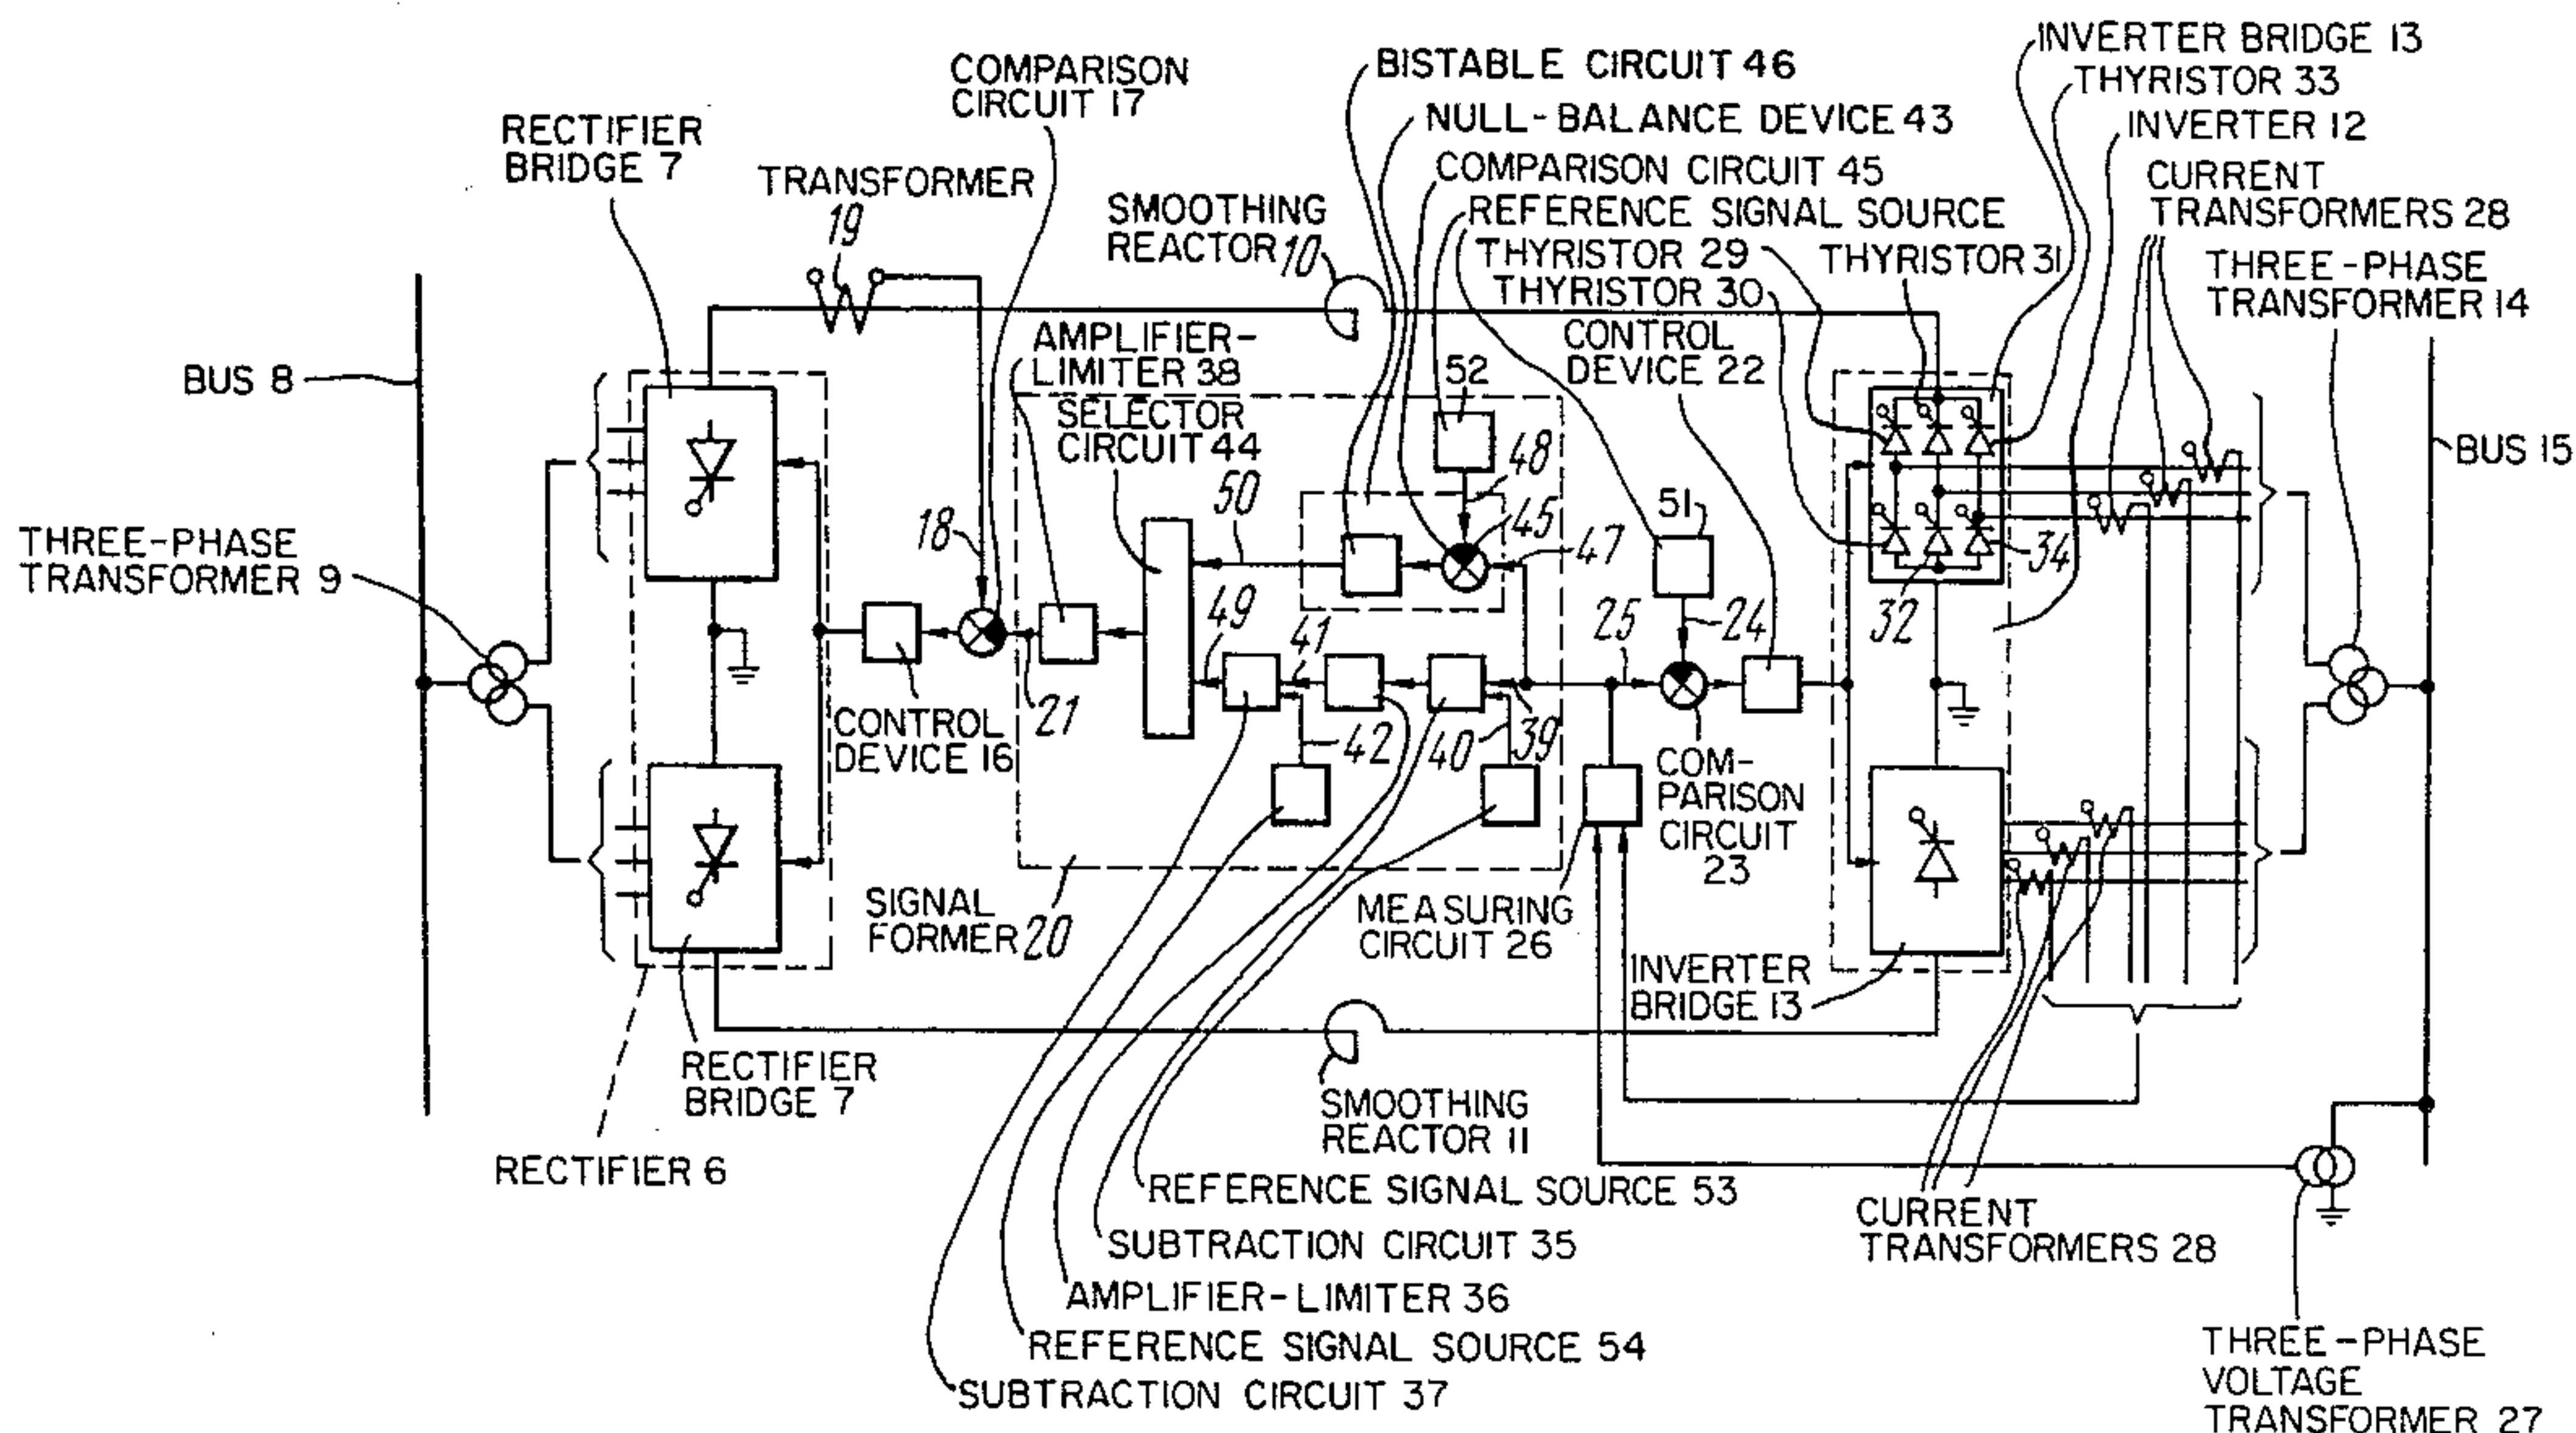 INVERTER BRIDGE 13
COMPARISON
CIRCUIT 17
BISTABLE CIRCUIT 46
THYRISTOR 33
RECTIFIER
BRIDGE 7
NULL-BALANCE DEVICE 43
INVERTER 12
TRANSFORMER
19
COMPARISON CIRCUIT 45
CURRENT
TRANSFORMERS 28
SMOOTHING
REACTOR 10
REFERENCE SIGNAL SOURCE
THYRISTOR 29
THYRISTOR 31
THYRISTOR 30
THREE-PHASE
TRANSFORMER 14
AMPLIFIER-
LIMITER 38
CONTROL
DEVICE 22
BUS 8
52
SELECTOR
CIRCUIT 44
BUS 15
48
50
18
45
47
51
34
THREE-PHASE
TRANSFORMER 9
49
41
25
24
32
21
42
40
39
CONTROL
DEVICE 16
COM-
PARISON
CIRCUIT
23
SIGNAL
FORMER 20
MEASURING
CIRCUIT 26
INVERTER
BRIDGE 13
RECTIFIER
BRIDGE 7
SMOOTHING
REACTOR 11
RECTIFIER 6
REFERENCE SIGNAL SOURCE 53
CURRENT
TRANSFORMERS 28
SUBTRACTION CIRCUIT 35
AMPLIFIER-LIMITER 36
REFERENCE SIGNAL SOURCE 54
SUBTRACTION CIRCUIT 37
THREE-PHASE
VOLTAGE
TRANSFORMER 27